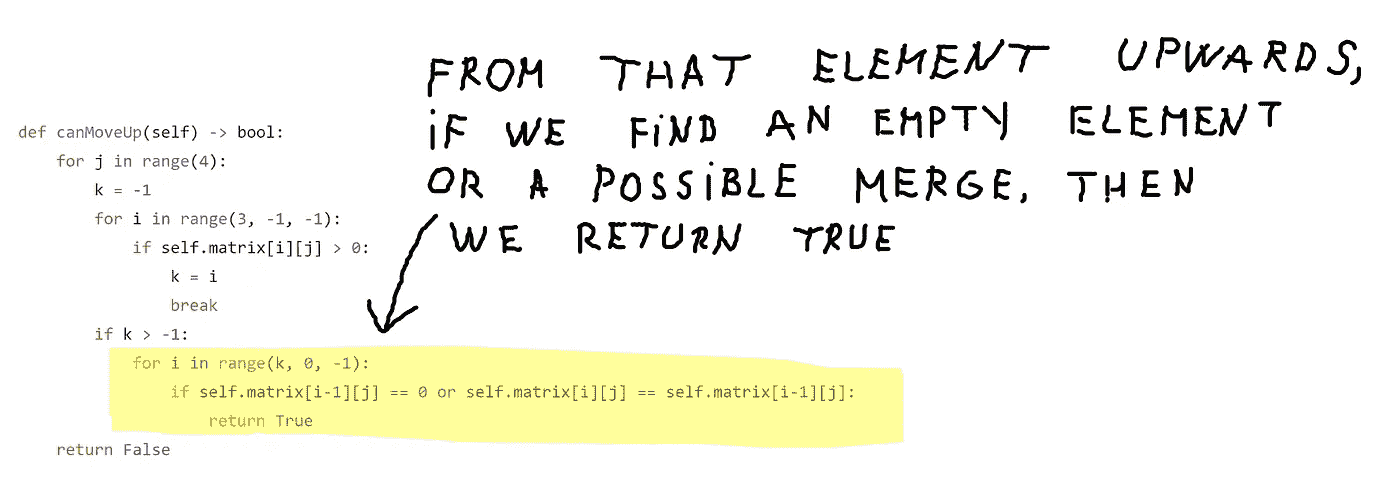 FROM THAT ELEMENT UPWARDS,
iF WE FiND AN EMPTY ELEMENT
OR A POSSiBLE MERGE, THEN
WE RETURN TRUE
def canMoveUp(self) -> bool:
    for j in range(4):
        k = -1
        for i in range(3, -1, -1):
            if self.matrix[i][j] > 0:
                k = i
                break
        if k > -1:
            for i in range(k, 0, -1):
                if self.matrix[i-1][j] == 0 or self.matrix[i][j] == self.matrix[i-1][j]:
                    return True
    return False